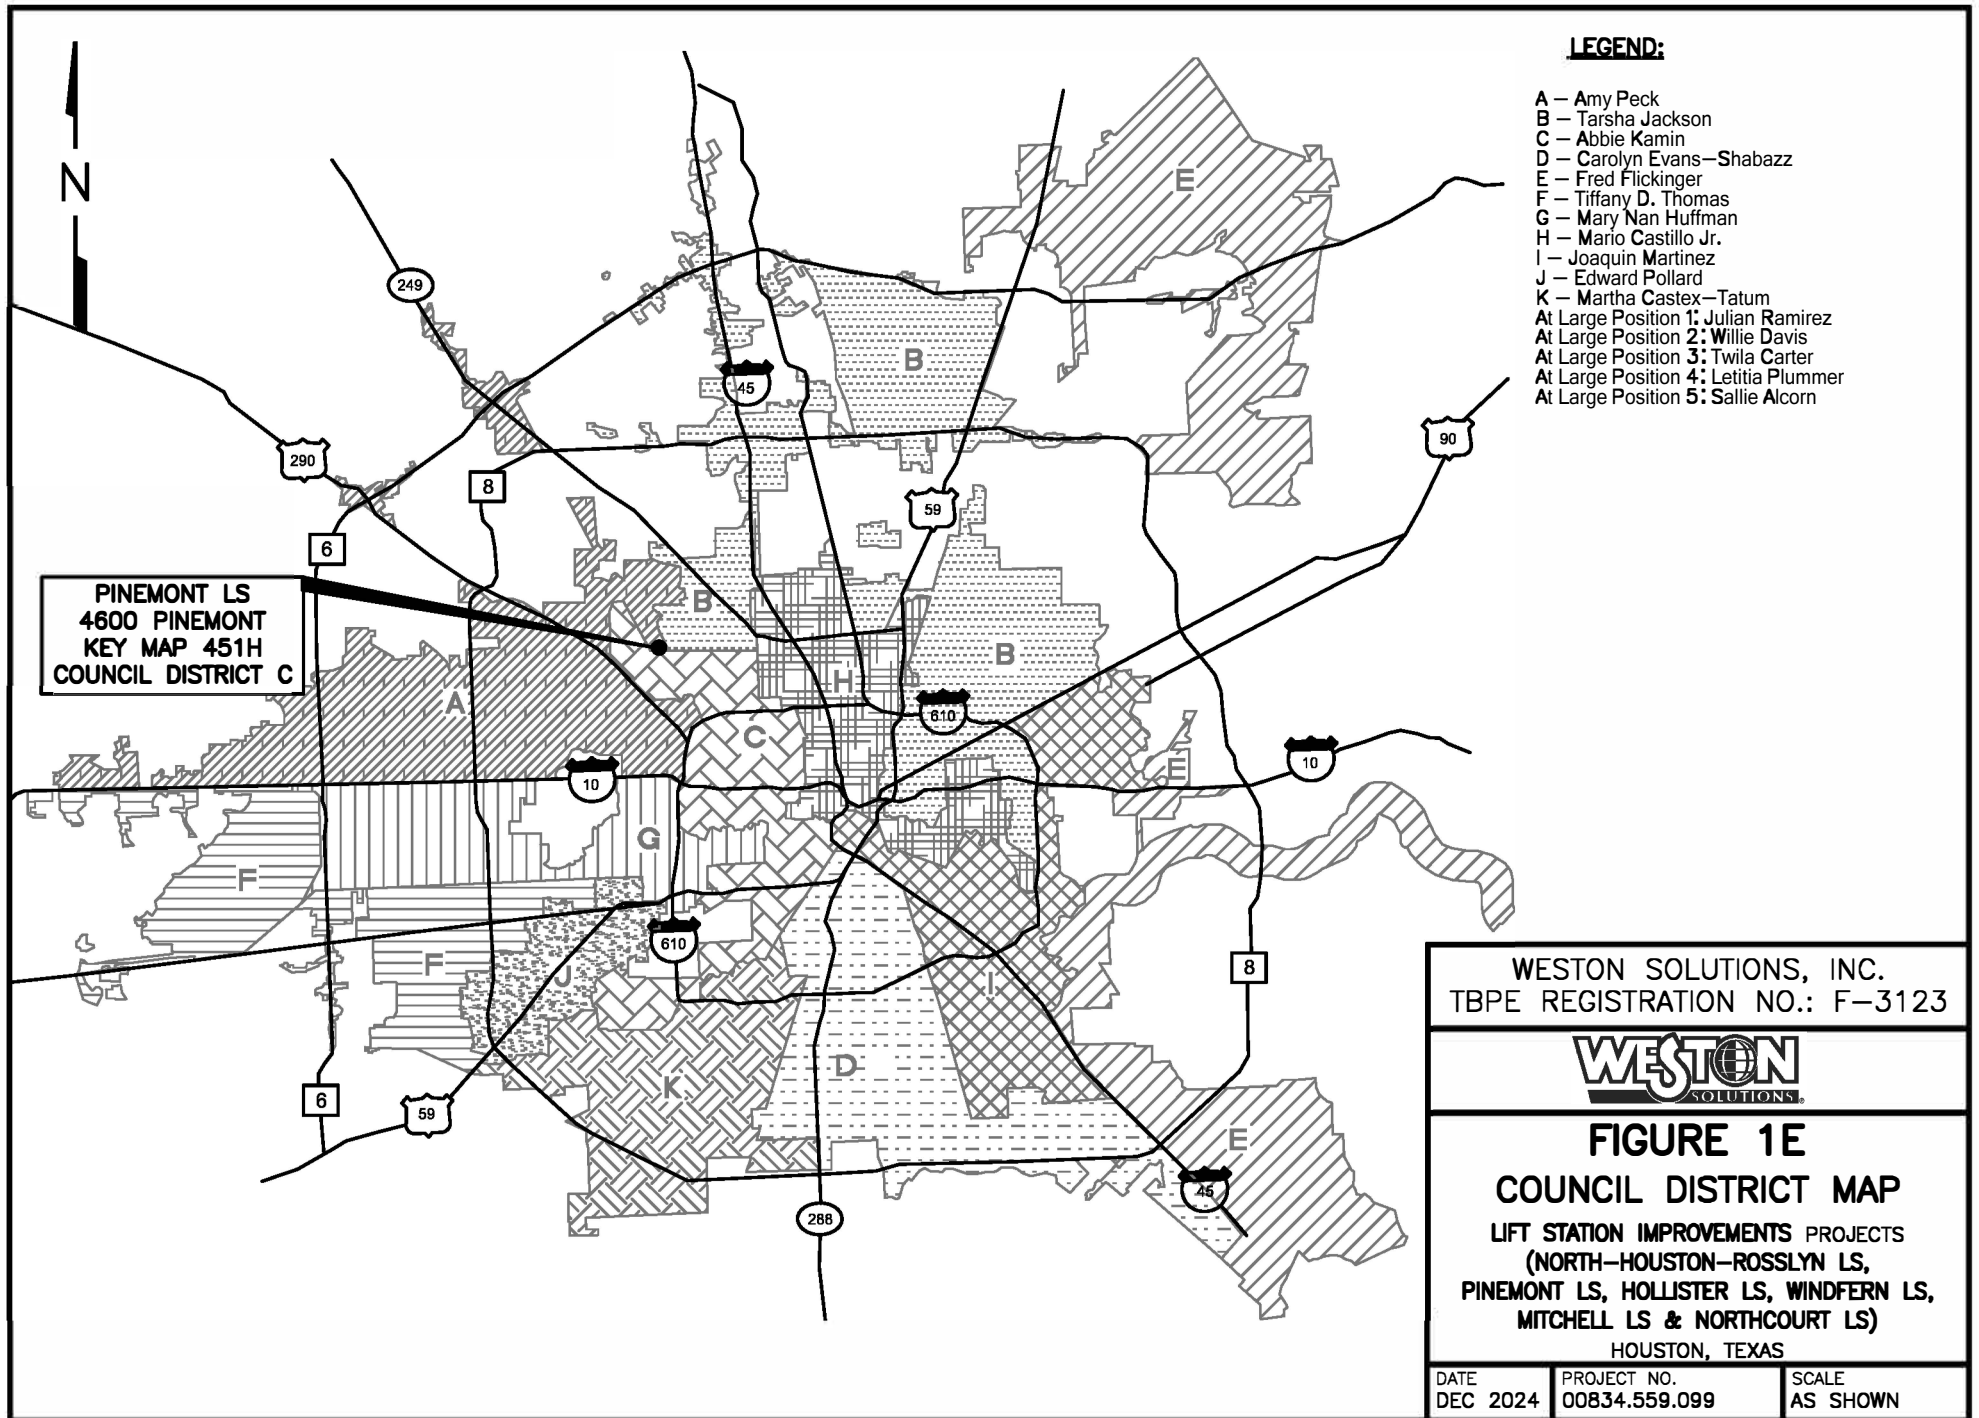 LEGEND:
A – Amy Peck
B – Tarsha Jackson
C – Abbie Kamin
D – Carolyn Evans–Shabazz
E – Fred Flickinger
F – Tiffany D. Thomas
G – Mary Nan Huffman
H – Mario Castillo Jr.
I – Joaquin Martinez
J – Edward Pollard
K – Martha Castex–Tatum
At Large Position 1: Julian Ramirez
At Large Position 2: Willie Davis
At Large Position 3: Twila Carter
At Large Position 4: Letitia Plummer
At Large Position 5: Sallie Alcorn
N
E
249
B
45
290
8
59
90
6
PINEMONT LS
4600 PINEMONT
KEY MAP 451H
COUNCIL DISTRICT C
B
B
H
A
610
C
E
10
10
G
F
F
610
J
I
8
D
K
6
59
E
45
288
WESTON SOLUTIONS, INC.
TBPE REGISTRATION NO.: F–3123
WESTON
SOLUTIONS®
FIGURE 1E
COUNCIL DISTRICT MAP
LIFT STATION IMPROVEMENTS PROJECTS
(NORTH–HOUSTON–ROSSLYN LS,
PINEMONT LS, HOLLISTER LS, WINDFERN LS,
MITCHELL LS & NORTHCOURT LS)
HOUSTON, TEXAS
DATE
DEC 2024
PROJECT NO.
00834.559.099
SCALE
AS SHOWN